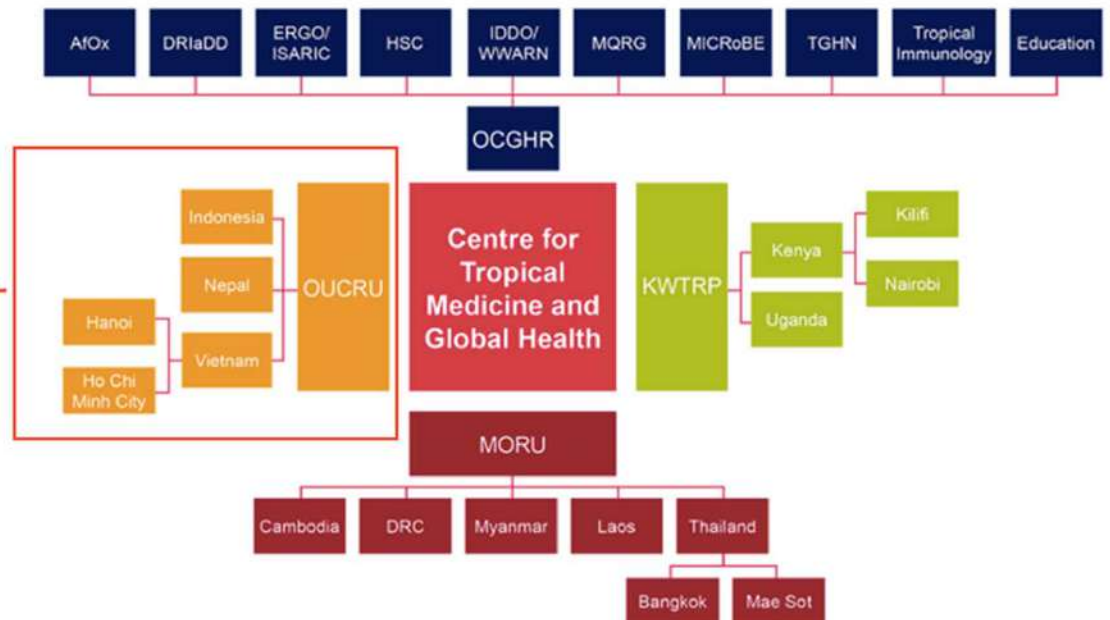 AfOx
DRIaDD
ERGO/
ISARIC
HSC
IDDO/
WWARN
MQRG
MICRoBE
TGHN
Tropical
Immunology
Education
OCGHR
Indonesia
Nepal
Vietnam
Hanoi
Ho Chi
Minh City
OUCRU
Centre for
Tropical
Medicine and
Global Health
KWTRP
Kenya
Uganda
Kilifi
Nairobi
MORU
Cambodia
DRC
Myanmar
Laos
Thailand
Bangkok
Mae Sot